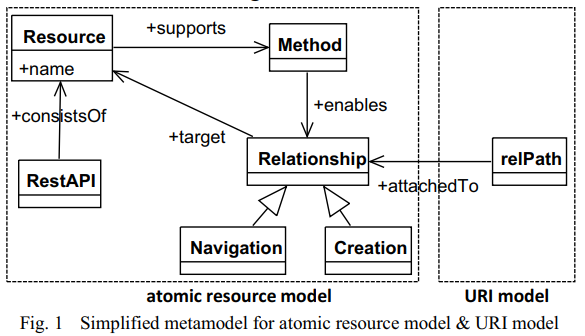 Resource
+supports
Method
+name
+consistsOf
+enables
+target
RestAPI
Relationship
+attachedTo
relPath
Navigation
Creation
atomic resource model
URI model
Fig. 1 Simplified metamodel for atomic resource model & URI model